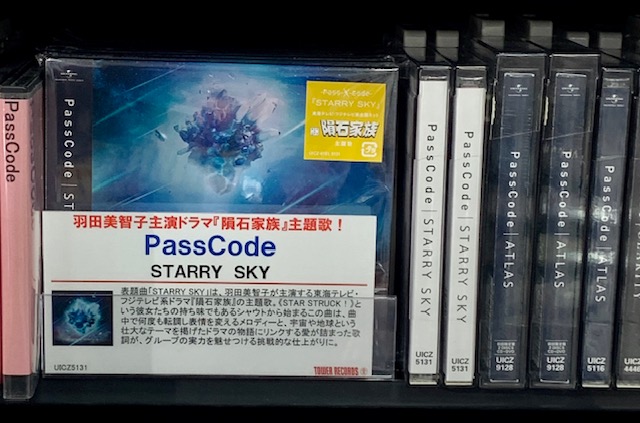 PassCode
PassCode | S
Pass✕Code
「STARRY SKY」
隕石家族
主題歌
羽田美智子主演ドラマ『隕石家族』主題歌！
PassCode
STARRY SKY
表題曲「STARRY SKY」は、羽田美智子が主演する東海テレビ・
フジテレビ系ドラマ『隕石家族』の主題歌。《STAR STRUCK！》と
いう彼女たちの持ち味でもあるシャウトから始まるこの曲は、曲
中で何度も転調し表情を変えるメロディーと、宇宙や地球という
壮大なテーマを掲げたドラマの物語にリンクする愛が詰まった歌
詞が、グループの実力を魅せつける挑戦的な仕上がりに。
UICZ5131
TOWER RECORDS
PassCode | STARRY SKY
UICZ
5131
PassCode | STARRY SKY
UICZ
5131
PassCode | ATLAS
UICZ
9128
PassCode | ATLAS
UICZ
9128
PassCode | ATLAS
UICZ
5116
PassCode
CLARITY
UICZ